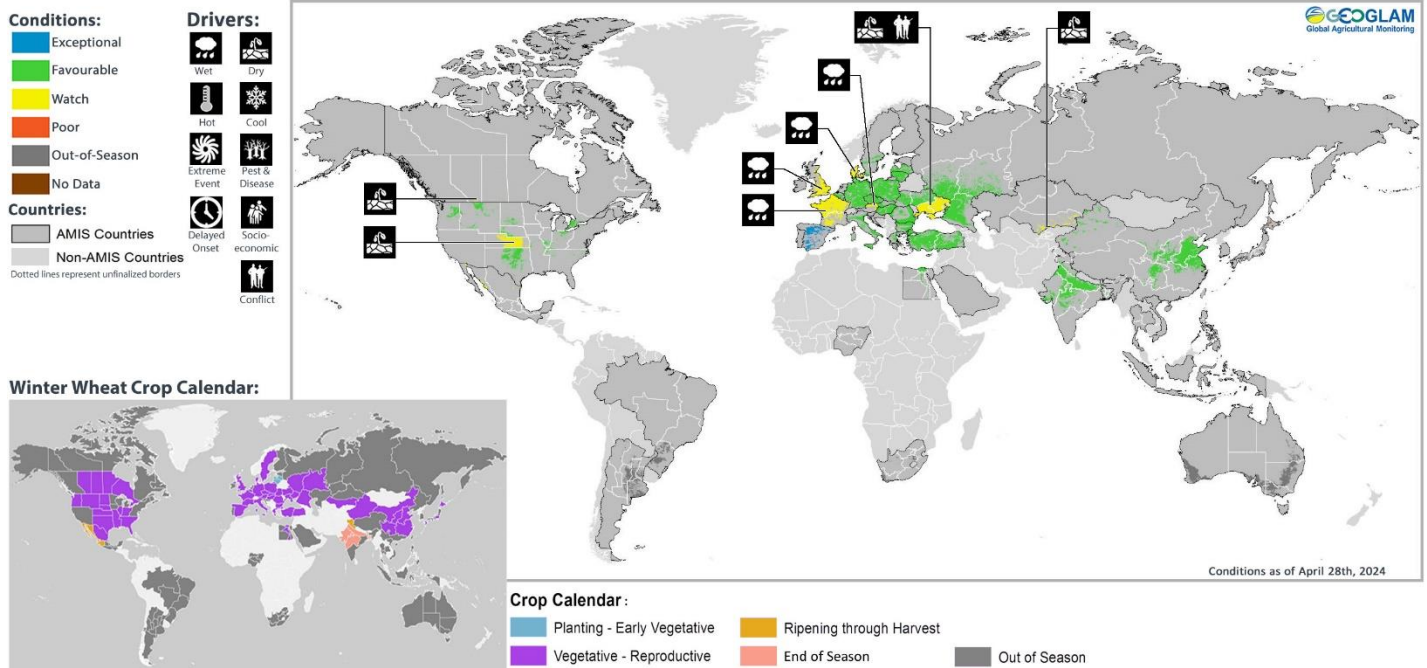 Conditions:
Exceptional
Favourable
Watch
Poor
Out-of-Season
No Data
Countries:
AMIS Countries
Non-AMIS Countries
Dotted lines represent unfinalized borders
Drivers:
Wet
Dry
Hot
Cool
Extreme
Event
Pest &
Disease
Delayed
Onset
Socio-
economic
Conflict
GEOGLAM
Global Agricultural Monitoring
Conditions as of April 28th, 2024
Winter Wheat Crop Calendar:
Crop Calendar :
Planting - Early Vegetative
Ripening through Harvest
Vegetative - Reproductive
End of Season
Out of Season